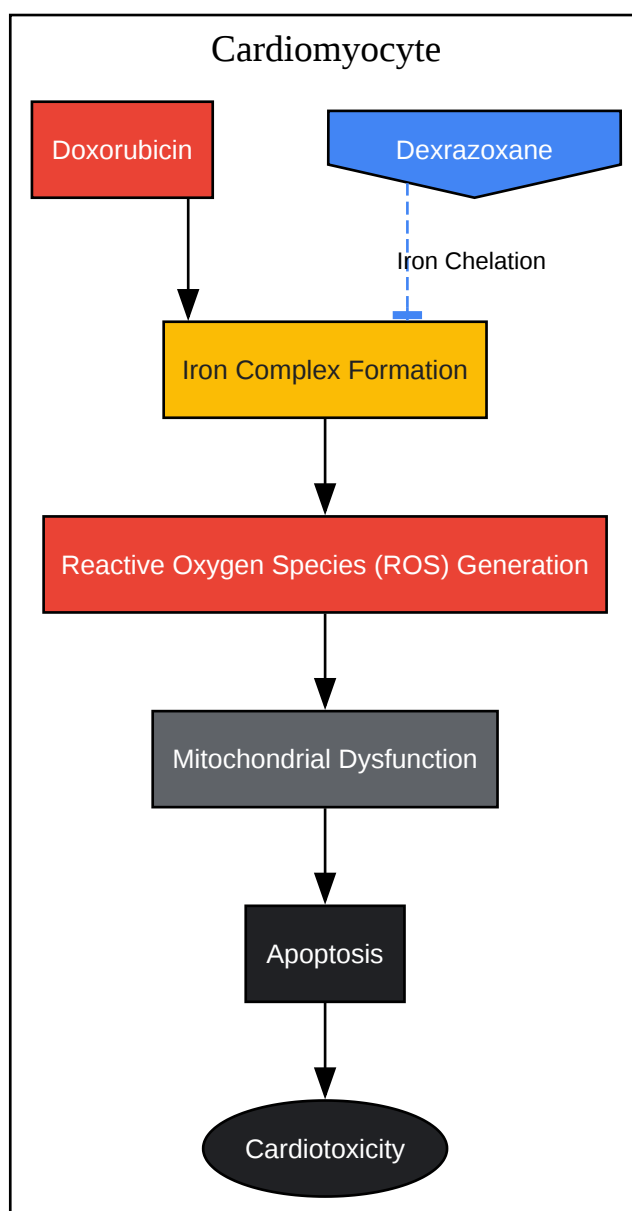 Cardiomyocyte
Doxorubicin
Dexrazoxane
Iron Chelation
Iron Complex Formation
Reactive Oxygen Species (ROS) Generation
Mitochondrial Dysfunction
Apoptosis
Cardiotoxicity